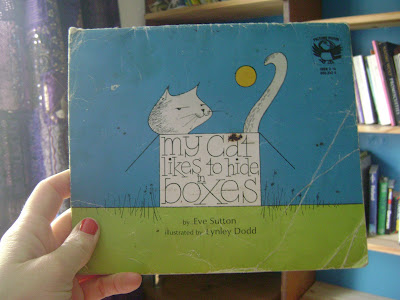 my cat
likes to hide
in
boxes
by Eve Sutton
illustrated by Lynley Dodd